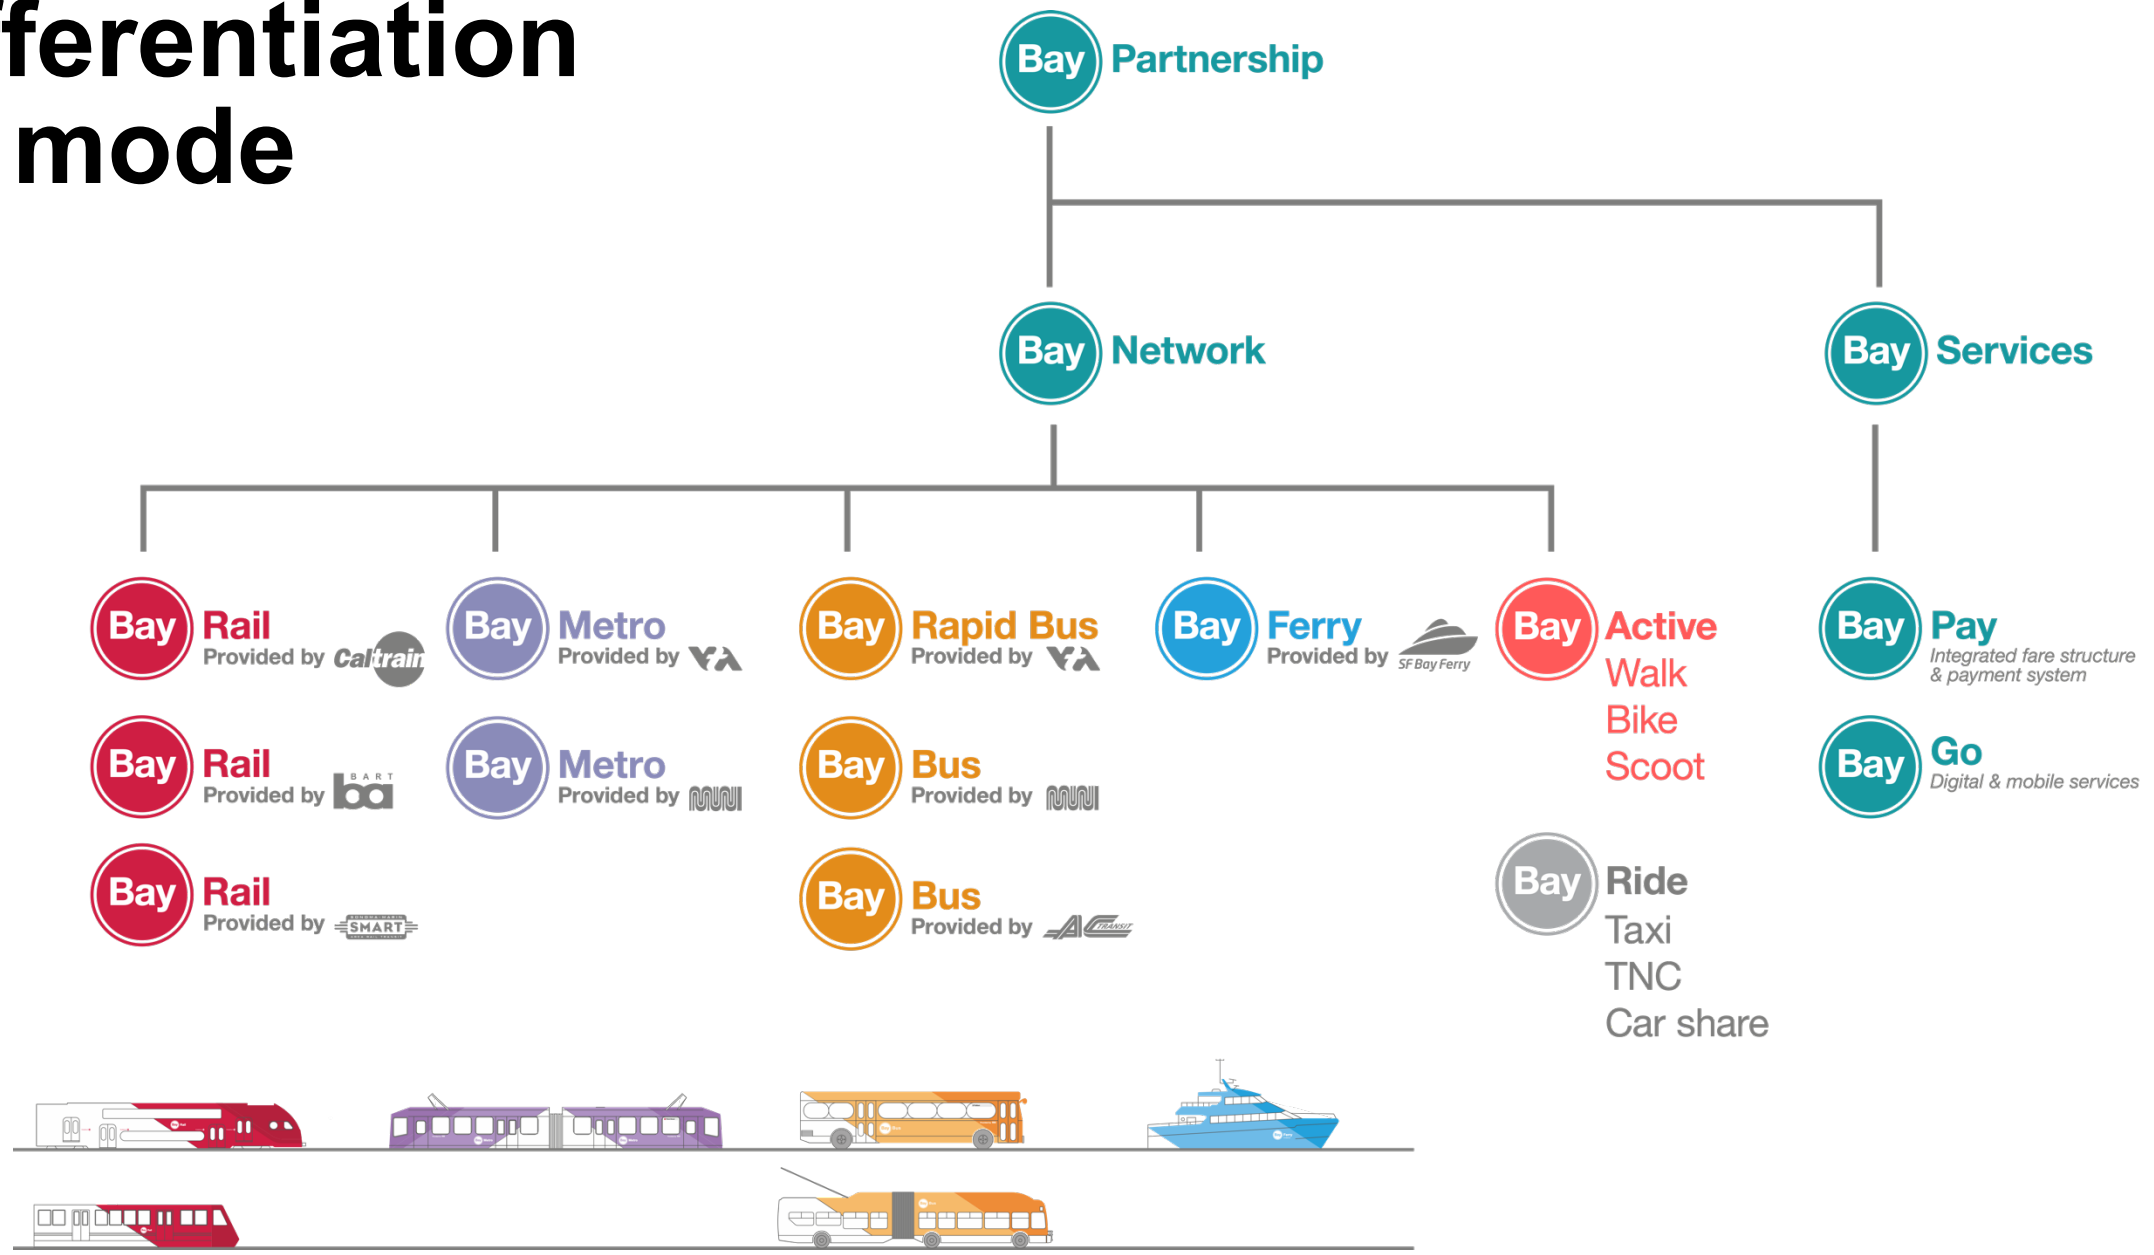 fferentiation
mode
Bay Partnership
Bay Network
Bay Services
Bay Rail
Provided by Caltrain
Bay Metro
Provided by VTA
Bay Rapid Bus
Provided by VTA
Bay Ferry
Provided by SF Bay Ferry
Bay Active
Walk
Bike
Scoot
Bay Pay
Integrated fare structure
& payment system
Bay Rail
Provided by BART ba
Bay Metro
Provided by MUNI
Bay Bus
Provided by MUNI
Bay Go
Digital & mobile services
Bay Rail
Provided by SMART
Bay Bus
Provided by AC TRANSIT
Bay Ride
Taxi
TNC
Car share